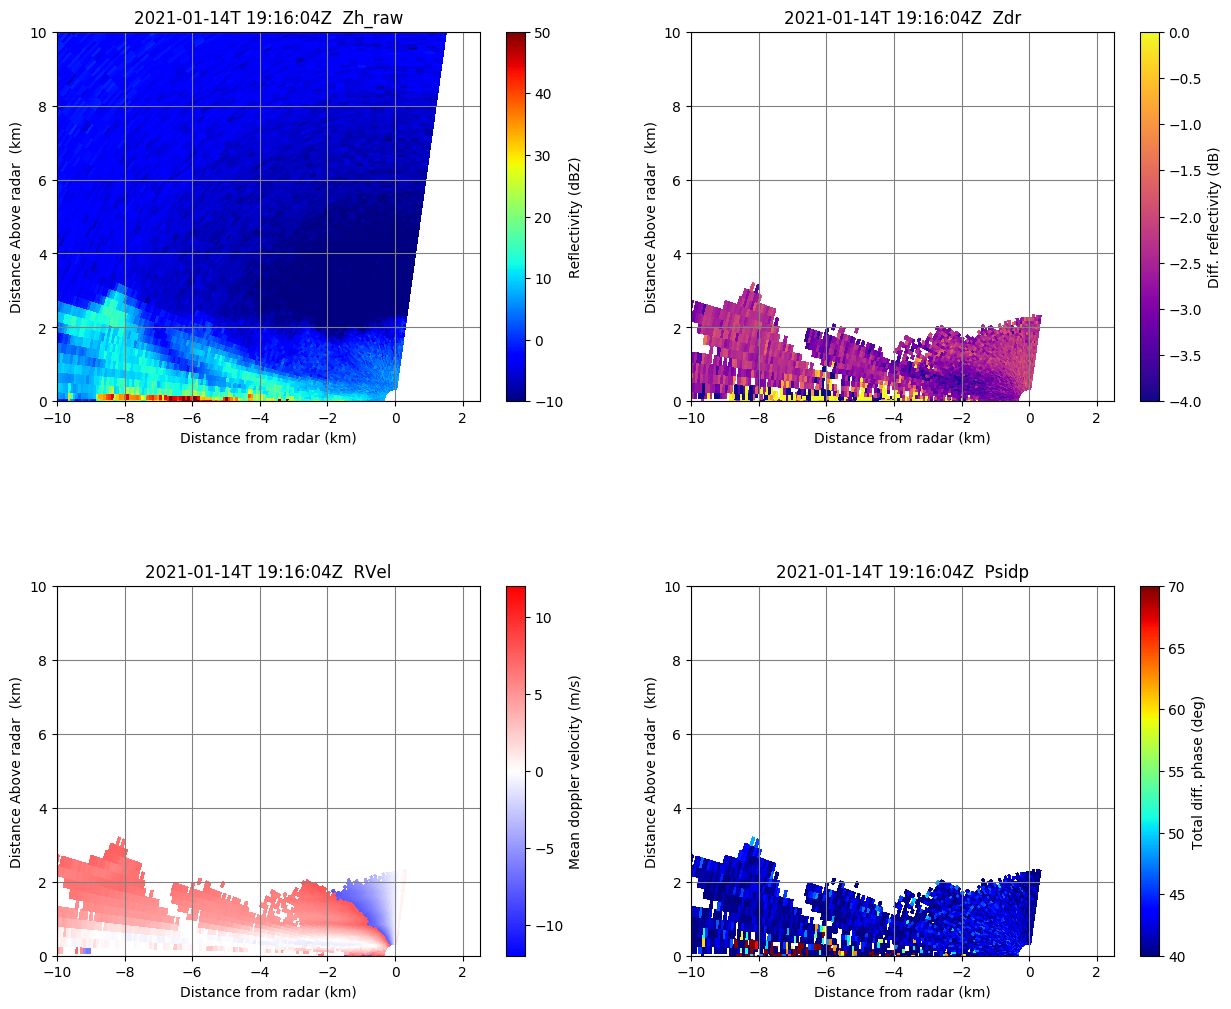 2021-01-14T 19:16:04Z  Zh_raw
10
8
6
4
2
0
Distance Above radar  (km)
−10 −8 −6 −4 −2 0 2
Distance from radar (km)
50
40
30
20
10
0
−10
Reflectivity (dBZ)
2021-01-14T 19:16:04Z  Zdr
10
8
6
4
2
0
Distance Above radar  (km)
−10 −8 −6 −4 −2 0 2
Distance from radar (km)
0.0
−0.5
−1.0
−1.5
−2.0
−2.5
−3.0
−3.5
−4.0
Diff. reflectivity (dB)
2021-01-14T 19:16:04Z  RVel
10
8
6
4
2
0
Distance Above radar  (km)
−10 −8 −6 −4 −2 0 2
Distance from radar (km)
10
5
0
−5
−10
Mean doppler velocity (m/s)
2021-01-14T 19:16:04Z  Psidp
10
8
6
4
2
0
Distance Above radar  (km)
−10 −8 −6 −4 −2 0 2
Distance from radar (km)
70
65
60
55
50
45
40
Total diff. phase (deg)